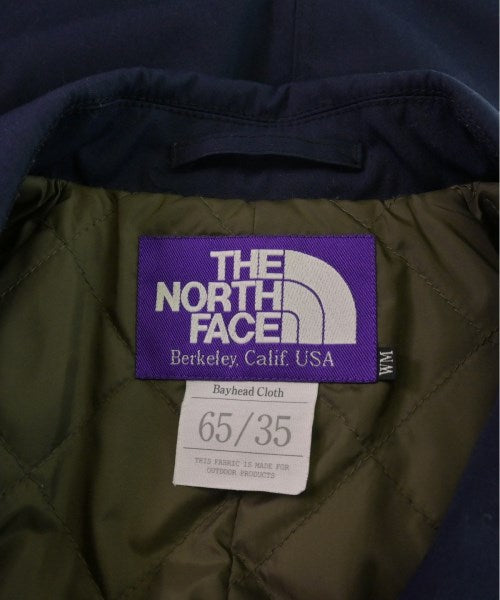 THE
NORTH
FACE
Berkeley, Calif. USA
WM
Bayhead Cloth
65/35
THIS FABRIC IS MADE FOR
OUTDOOR PRODUCTS